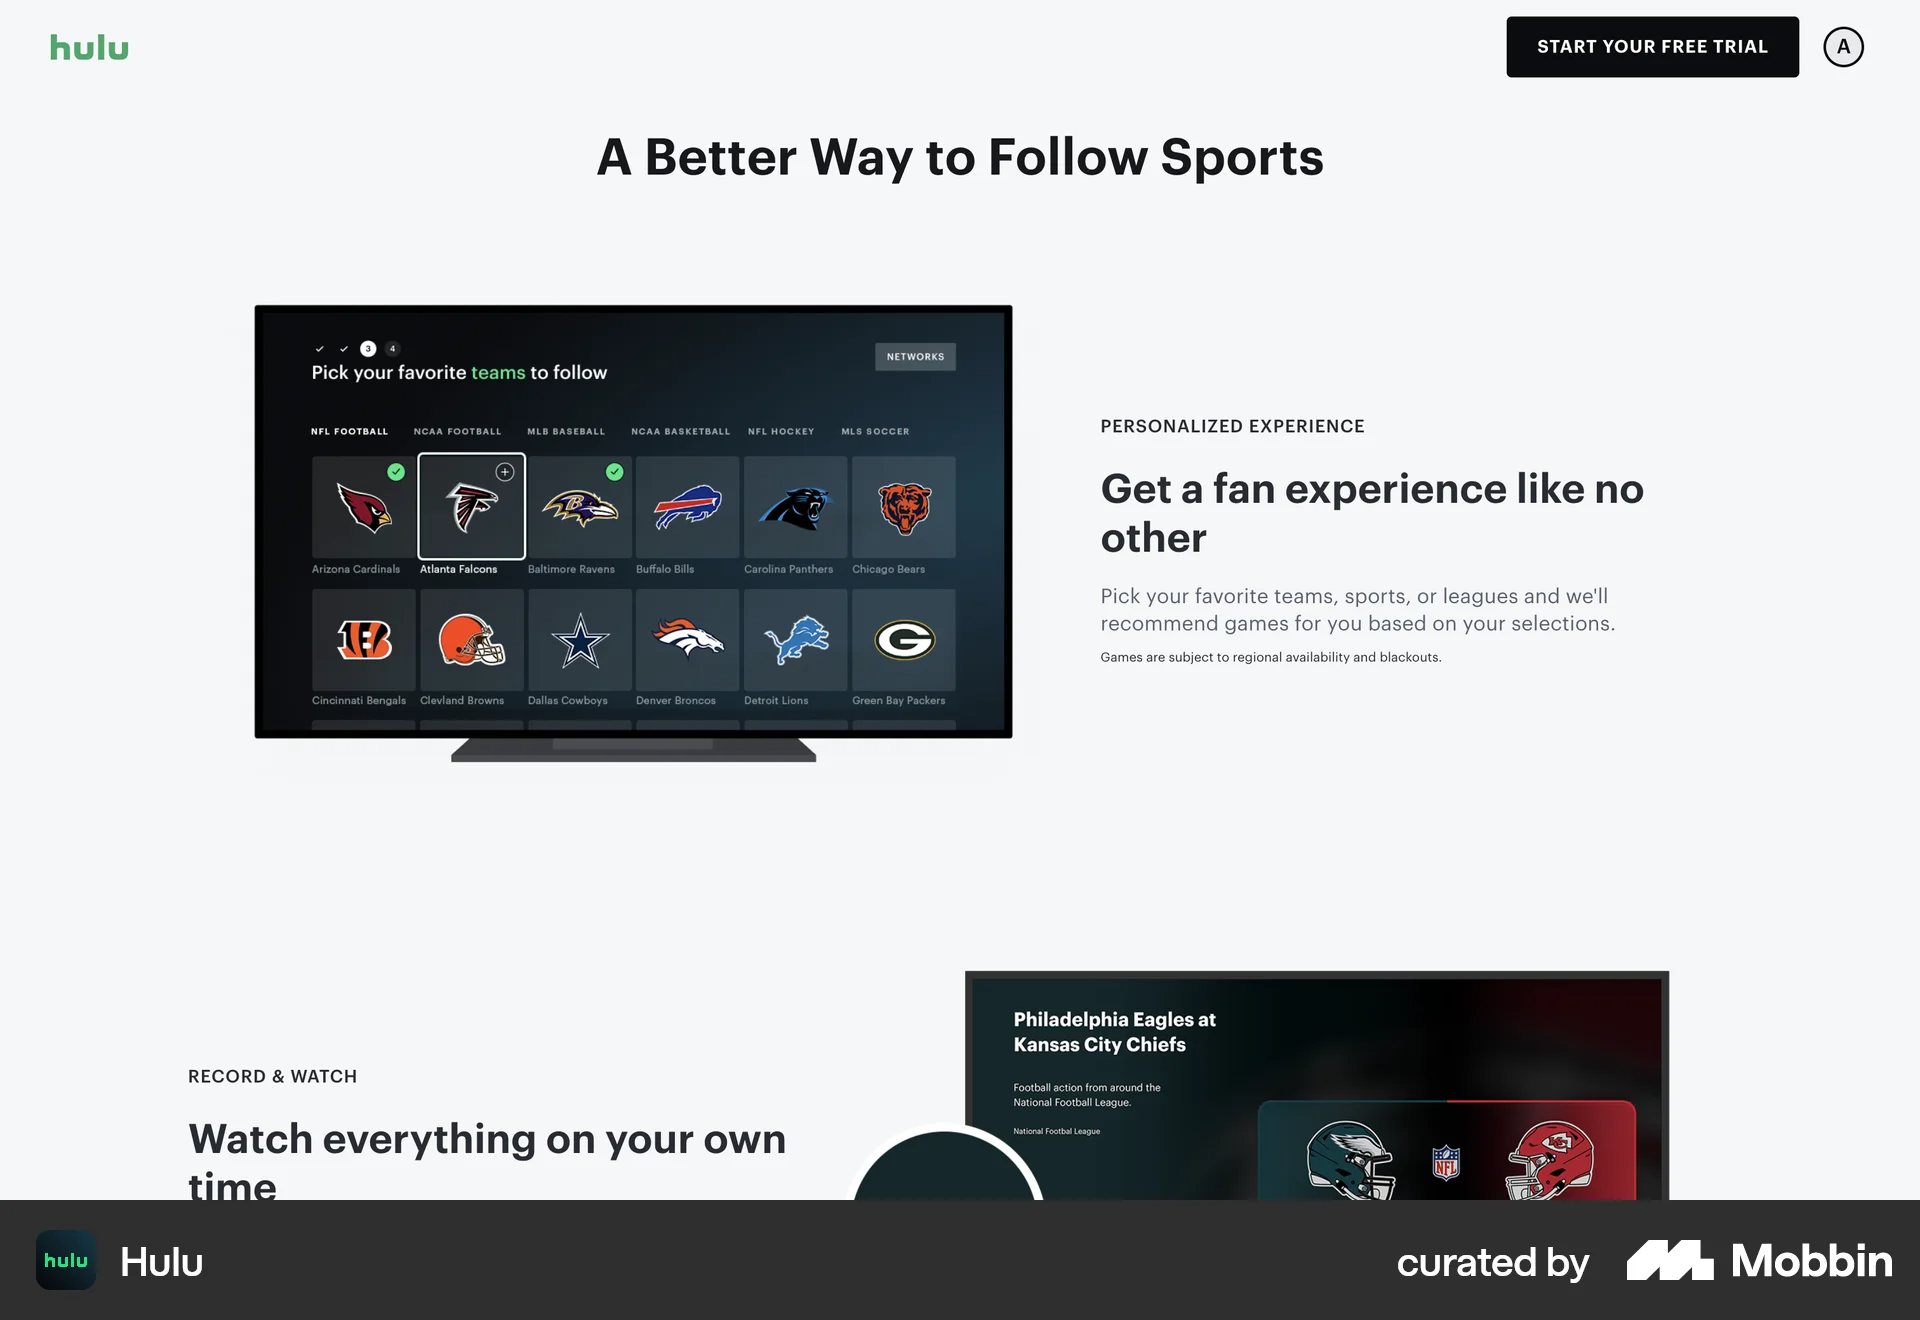 hulu
START YOUR FREE TRIAL
A
A Better Way to Follow Sports
3 4
Pick your favorite teams to follow
NETWORKS
NFL FOOTBALL NCAA FOOTBALL MLB BASEBALL NCAA BASKETBALL NFL HOCKEY MLS SOCCER
Arizona Cardinals Atlanta Falcons Baltimore Ravens Buffalo Bills Carolina Panthers Chicago Bears
B
G
Cincinnati Bengals Clevland Browns Dallas Cowboys Denver Broncos Detroit Lions Green Bay Packers
PERSONALIZED EXPERIENCE
Get a fan experience like no
other
Pick your favorite teams, sports, or leagues and we'll
recommend games for you based on your selections.
Games are subject to regional availability and blackouts.
RECORD & WATCH
Watch everything on your own
time
Philadelphia Eagles at
Kansas City Chiefs
Football action from around the
National Football League.
National Footbal League
NFL
KC
hulu
Hulu
curated by
Mobbin